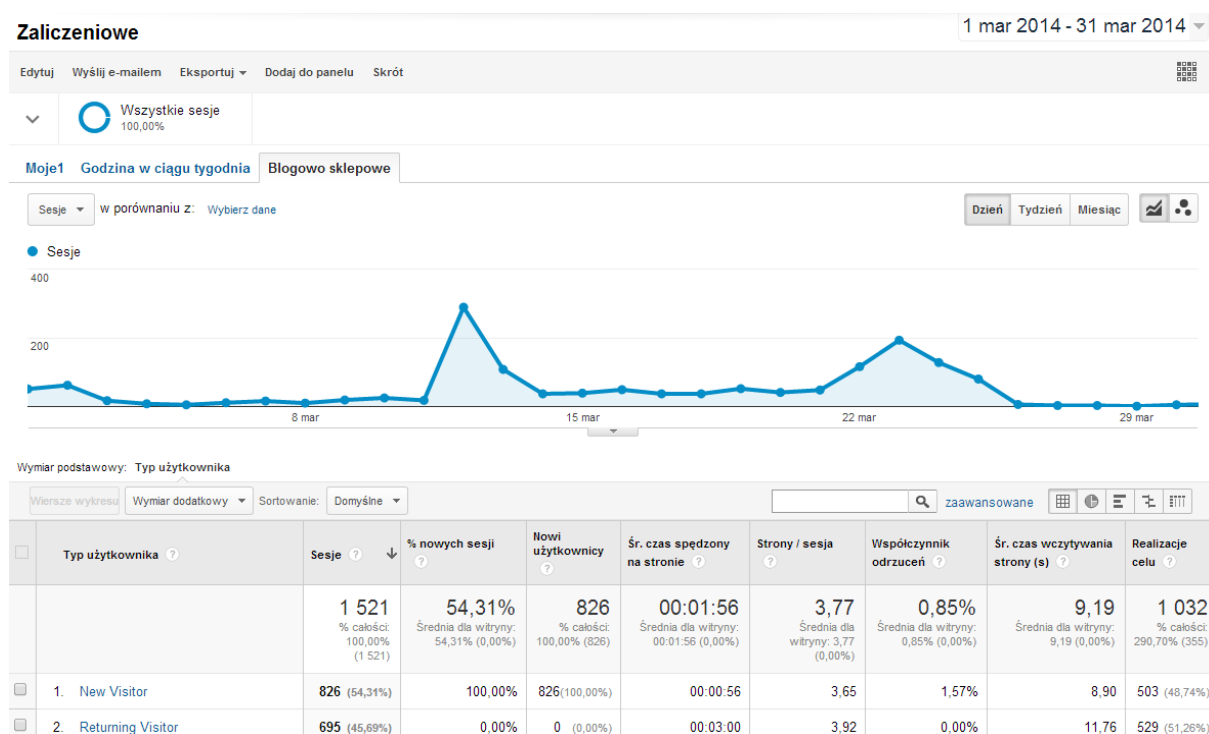 Zaliczeniowe
1 mar 2014 - 31 mar 2014
Edytuj Wyślij e-mailem Eksportuj Dodaj do panelu Skrót
Wszystkie sesje
100,00%
Moje1 Godzina w ciągu tygodnia Blogowo sklepowe
Sesje w porównaniu z: Wybierz dane
Dzień Tydzień Miesiąc
Sesje
400
200
8 mar 15 mar 22 mar 29 mar
Wymiar podstawowy: Typ użytkownika
Wiersze wykresu Wymiar dodatkowy Sortowanie: Domyślne zaawansowane
Typ użytkownika ? Sesje ? % nowych sesji ? Nowi użytkownicy ? Śr. czas spędzony na stronie ? Strony / sesja ? Współczynnik odrzuceń ? Śr. czas wczytywania strony (s) ? Realizacje celu ?
1 521 54,31% 826 00:01:56 3,77 0,85% 9,19 1 032
% całości: 100,00% (1 521) Średnia dla witryny: 54,31% (0,00%) % całości: 100,00% (826) Średnia dla witryny: 00:01:56 (0,00%) Średnia dla witryny: 3,77 (0,00%) Średnia dla witryny: 0,85% (0,00%) Średnia dla witryny: 9,19 (0,00%) % całości: 290,70% (355)
1. New Visitor 826 (54,31%) 100,00% 826(100,00%) 00:00:56 3,65 1,57% 8,90 503 (48,74%)
2. Returning Visitor 695 (45,69%) 0,00% 0 (0,00%) 00:03:00 3,92 0,00% 11,76 529 (51,26%)